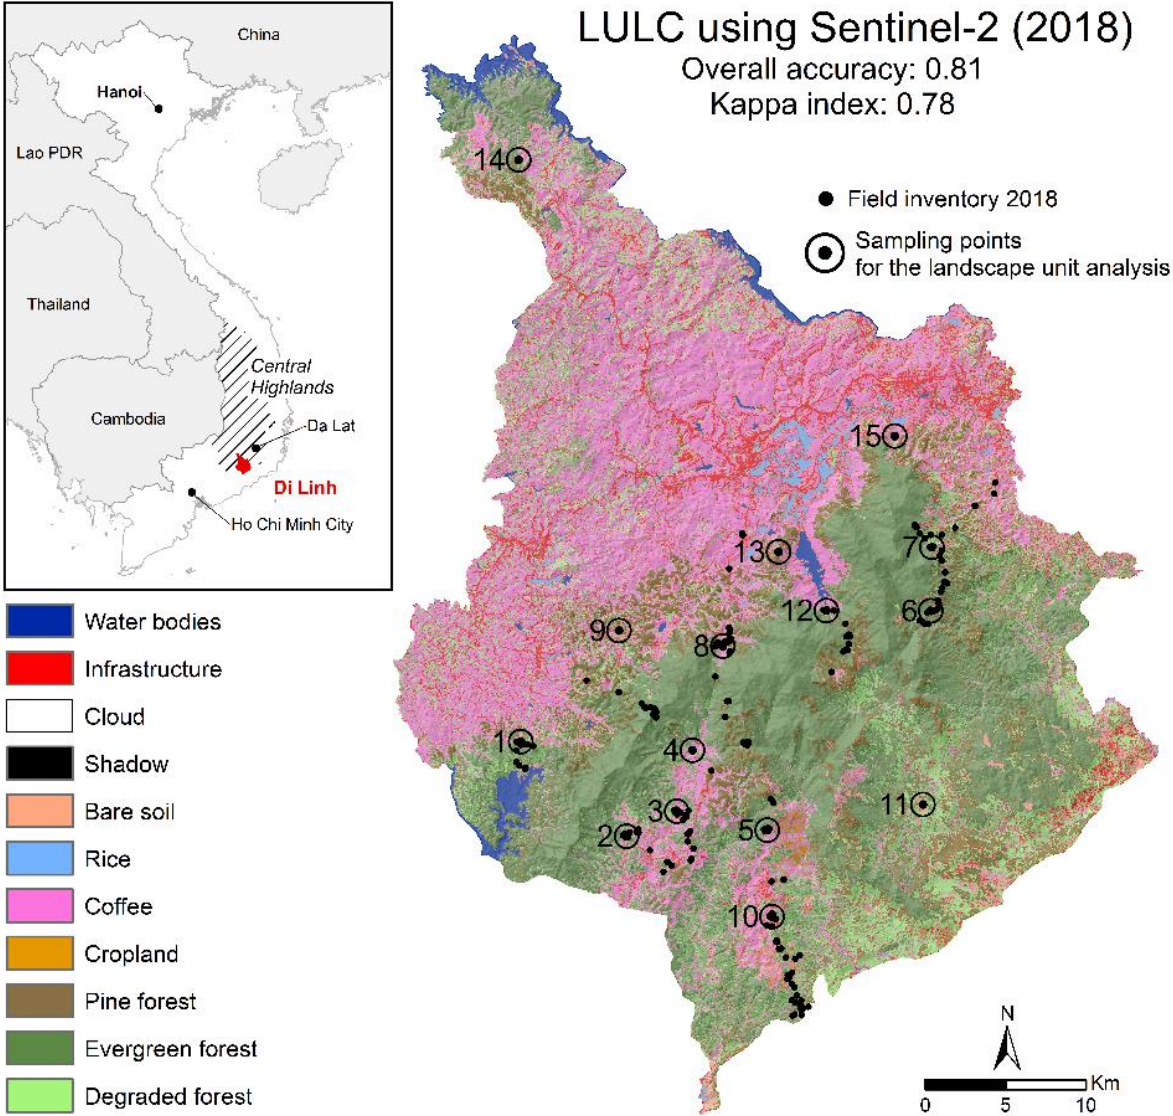 LULC using Sentinel-2 (2018)
Overall accuracy: 0.81
Kappa index: 0.78
China
Hanoi
Lao PDR
Thailand
Central
Highlands
Cambodia
Da Lat
Di Linh
Ho Chi Minh City
Field inventory 2018
Sampling points
for the landscape unit analysis
14
15
13
7
12
6
9
8
1
4
3
2
5
11
10
Water bodies
Infrastructure
Cloud
Shadow
Bare soil
Rice
Coffee
Cropland
Pine forest
Evergreen forest
Degraded forest
N
Km
0 5 10